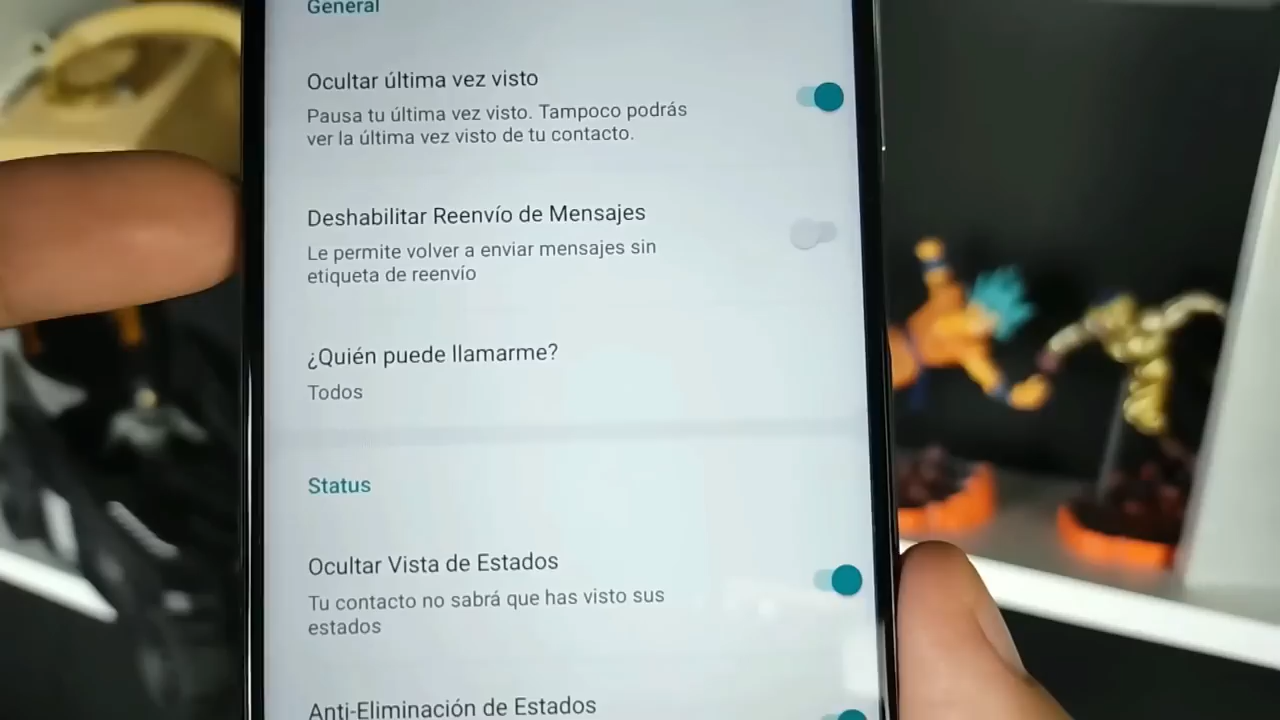 General
Ocultar última vez visto
Pausa tu última vez visto. Tampoco podrás
ver la última vez visto de tu contacto.
Deshabilitar Reenvío de Mensajes
Le permite volver a enviar mensajes sin
etiqueta de reenvío
¿Quién puede llamarme?
Todos
Status
Ocultar Vista de Estados
Tu contacto no sabrá que has visto sus
estados
Anti-Eliminación de Estados